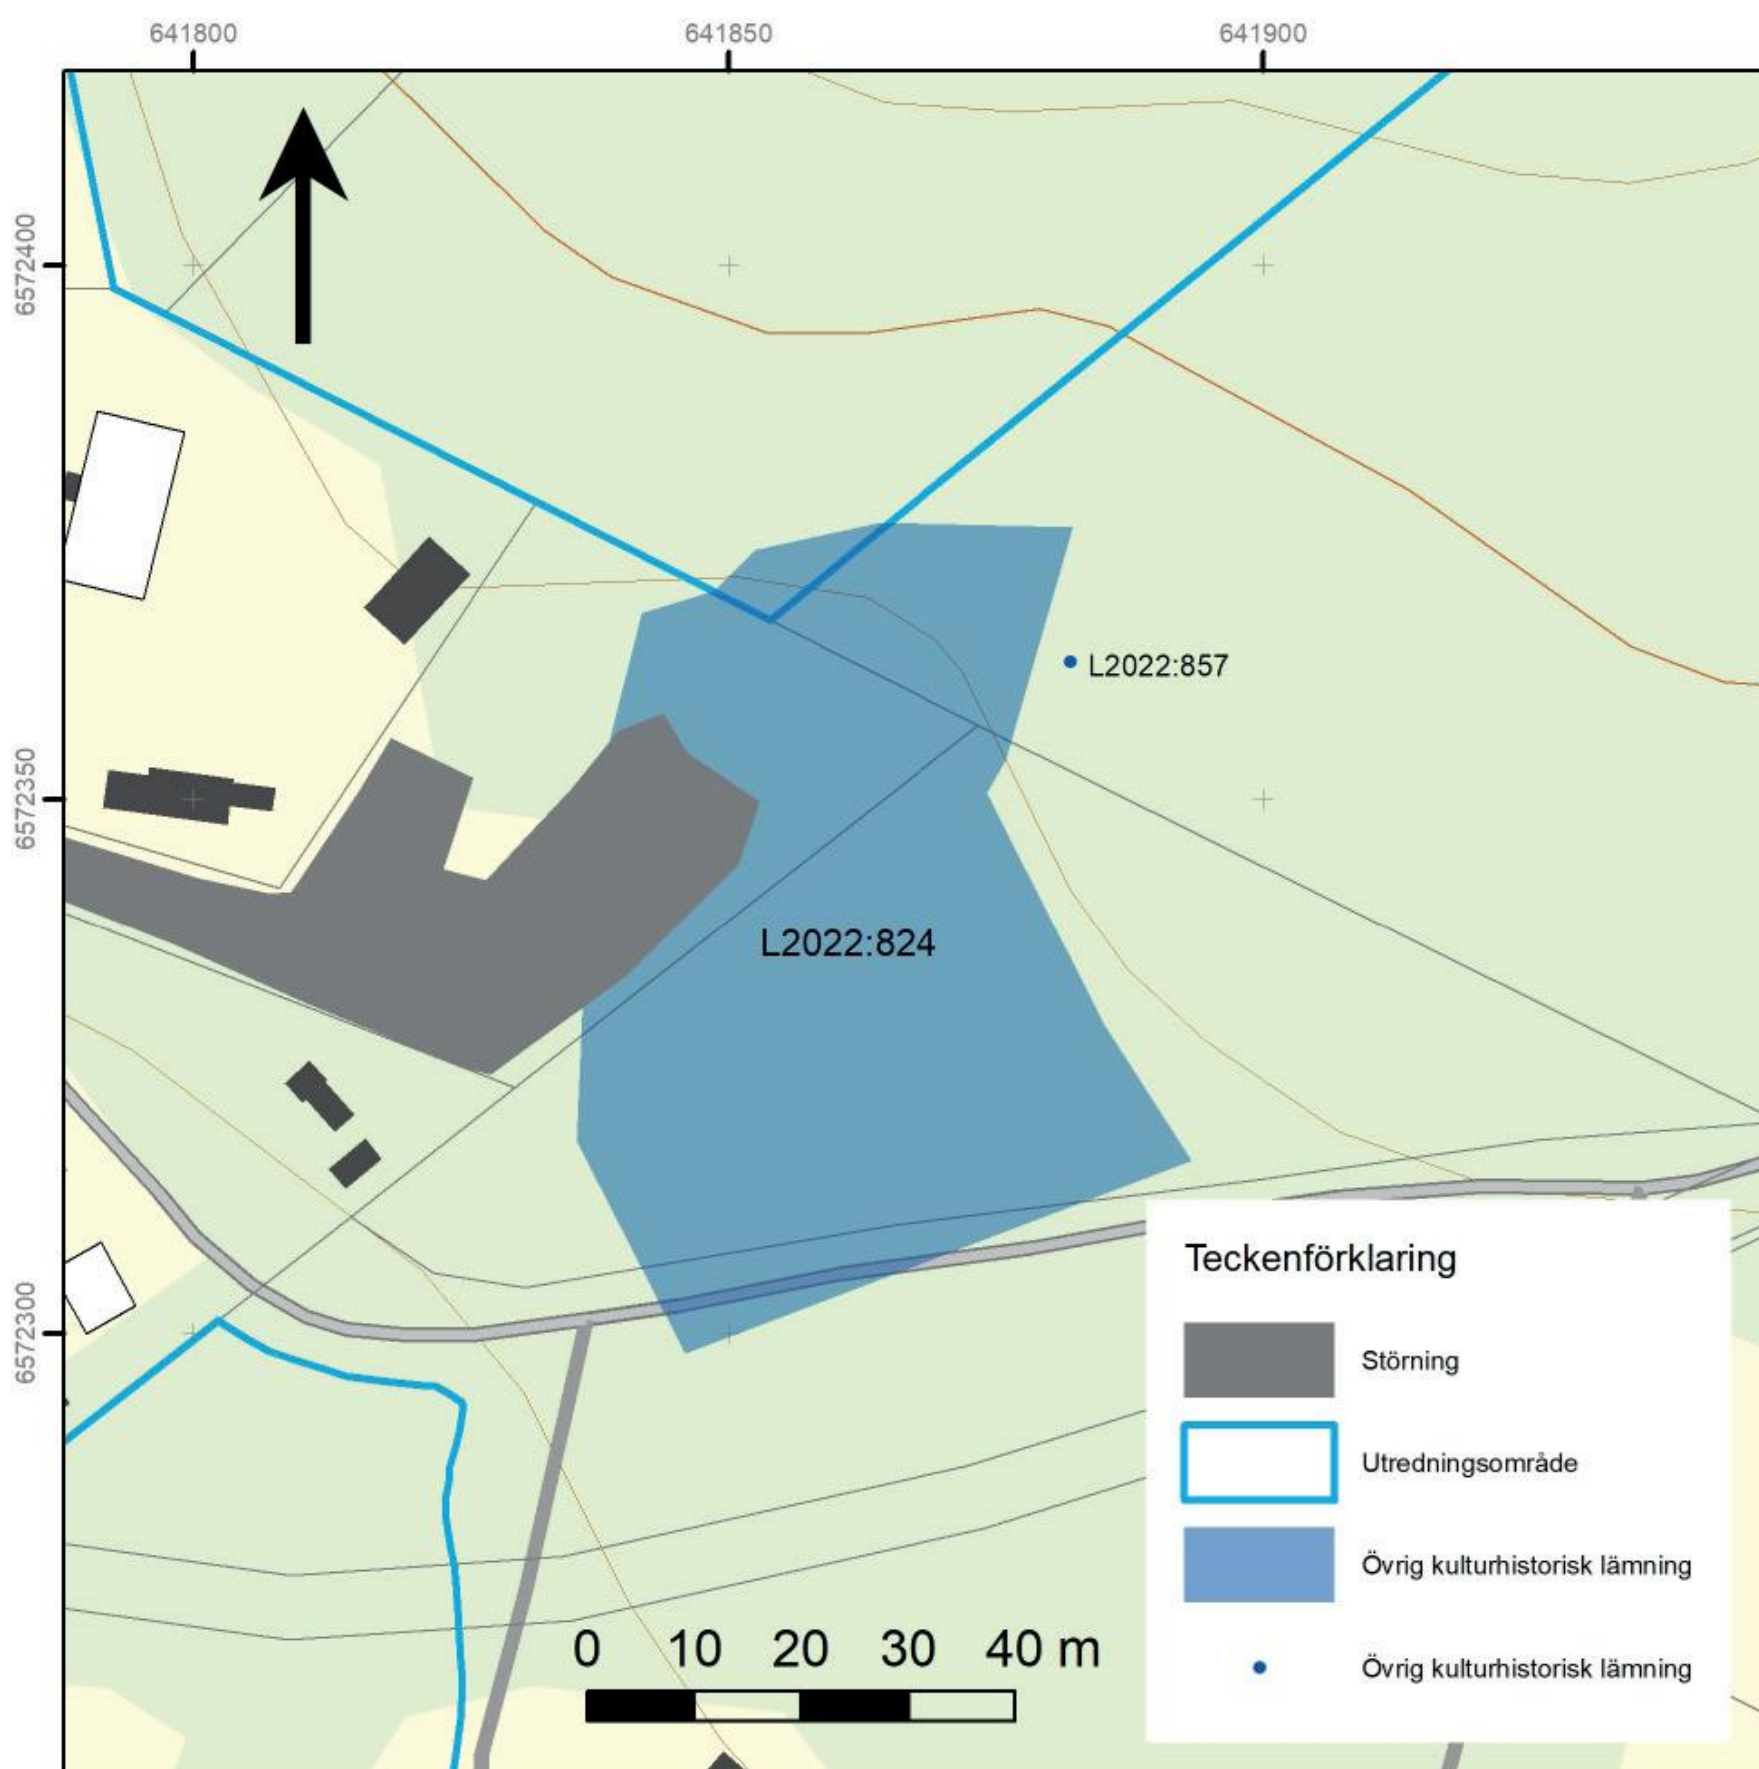 641800 641850 641900
6572400
L2022:857
6572350
L2022:824
6572300
Teckenförklaring
Störning
Utredningsområde
Övrig kulturhistorisk lämning
Övrig kulturhistorisk lämning
0 10 20 30 40 m